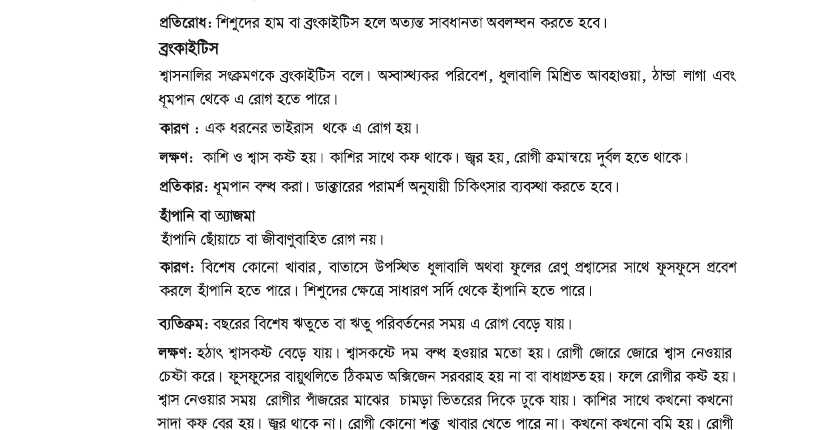 প্রতিরোধ: শিশুদের হাম বা ব্রংকাইটিস হলে অত্যন্ত সাবধানতা অবলম্বন করতে হবে।
ব্রংকাইটিস
শ্বাসনালির সংক্রমণকে ব্রংকাইটিস বলে। অস্বাস্থ্যকর পরিবেশ, ধুলাবালি মিশ্রিত আবহাওয়া, ঠান্ডা লাগা এবং
ধূমপান থেকে এ রোগ হতে পারে।
কারণ : এক ধরনের ভাইরাস থকে এ রোগ হয়।
লক্ষণ: কাশি ও শ্বাস কষ্ট হয়। কাশির সাথে কফ থাকে। জ্বর হয়, রোগী ক্রমান্বয়ে দুর্বল হতে থাকে।
প্রতিকার: ধূমপান বন্ধ করা। ডাক্তারের পরামর্শ অনুযায়ী চিকিৎসার ব্যবস্থা করতে হবে।
হাঁপানি বা অ্যাজমা
হাঁপানি ছোঁয়াচে বা জীবাণুবাহিত রোগ নয়।
কারণ: বিশেষ কোনো খাবার, বাতাসে উপস্থিত ধুলাবালি অথবা ফুলের রেণু প্রশ্বাসের সাথে ফুসফুসে প্রবেশ
করলে হাঁপানি হতে পারে। শিশুদের ক্ষেত্রে সাধারণ সর্দি থেকে হাঁপানি হতে পারে।
ব্যতিক্রম: বছরের বিশেষ ঋতুতে বা ঋতু পরিবর্তনের সময় এ রোগ বেড়ে যায়।
লক্ষণ: হঠাৎ শ্বাসকষ্ট বেড়ে যায়। শ্বাসকষ্টে দম বন্ধ হওয়ার মতো হয়। রোগী জোরে জোরে শ্বাস নেওয়ার
চেষ্টা করে। ফুসফুসের বায়ুথলিতে ঠিকমত অক্সিজেন সরবরাহ হয় না বা বাধাগ্রস্ত হয়। ফলে রোগীর কষ্ট হয়।
শ্বাস নেওয়ার সময় রোগীর পাঁজরের মাঝের চামড়া ভিতরের দিকে ঢুকে যায়। কাশির সাথে কখনো কখনো
সাদা কফ বের হয়। জ্বর থাকে না। রোগী কোনো শক্ত খাবার খেতে পারে না। কখনো কখনো বমি হয়। রোগী